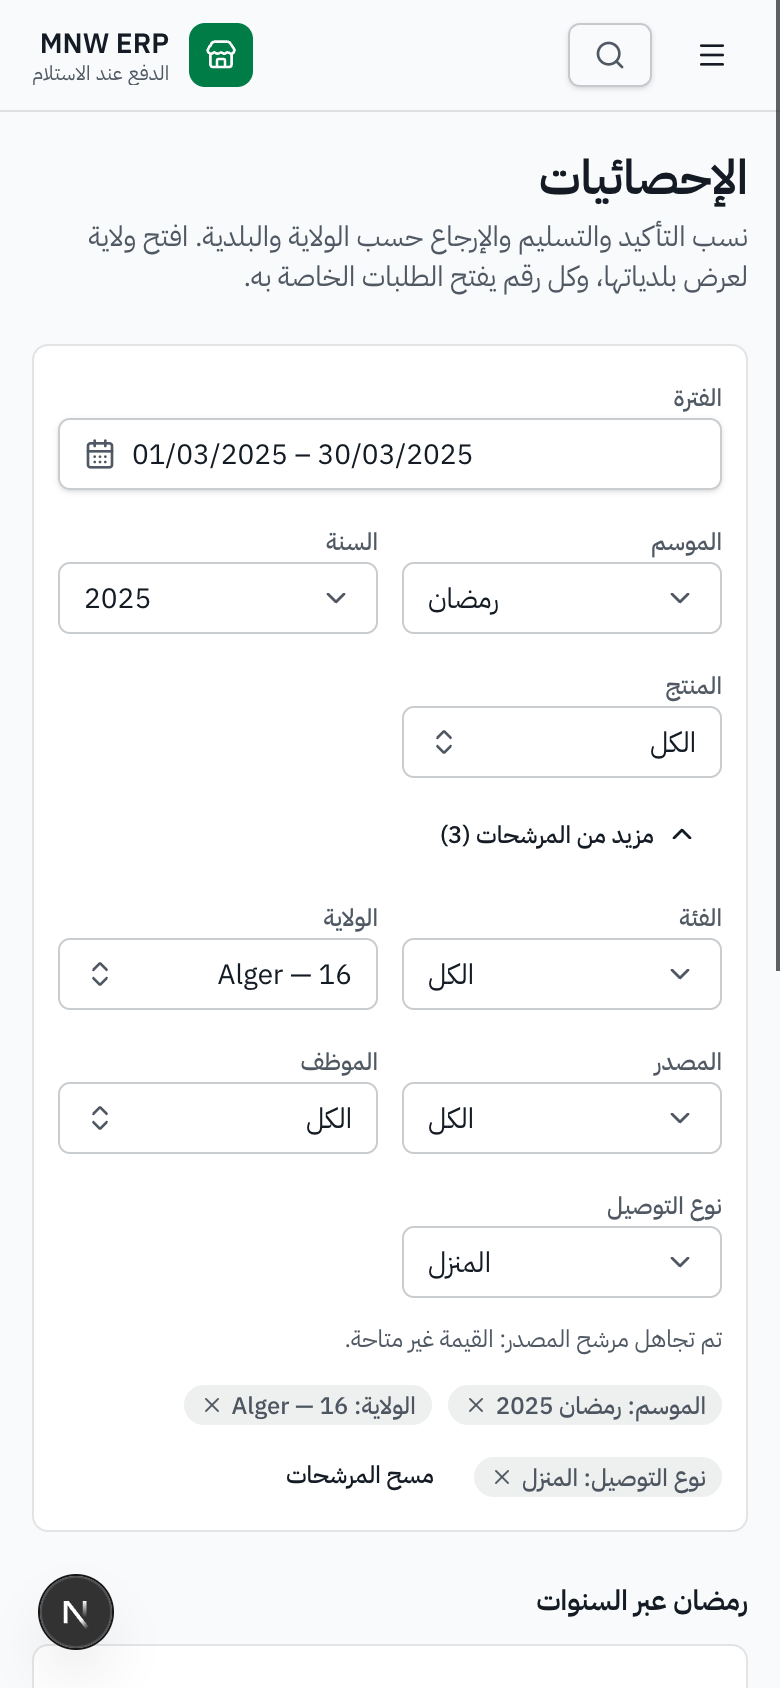 MNW ERP
الدفع عند الاستلام
الإحصائيات
نسب التأكيد والتسليم والإرجاع حسب الولاية والبلدية. افتح ولاية
لعرض بلدياتها، وكل رقم يفتح الطلبات الخاصة به.
الفترة
01/03/2025 – 30/03/2025
الموسم
السنة
رمضان
2025
المنتج
الكل
مزيد من المرشحات (3)
الفئة
الولاية
الكل
16 — Alger
المصدر
الموظف
الكل
الكل
نوع التوصيل
المنزل
تم تجاهل مرشح المصدر: القيمة غير متاحة.
الموسم: رمضان 2025
الولاية: 16 — Alger
نوع التوصيل: المنزل
مسح المرشحات
رمضان عبر السنوات
N